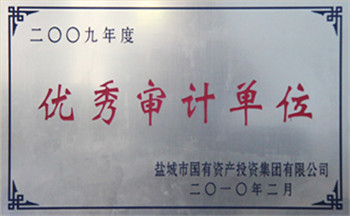 二〇〇九年度
优秀审计单位
盐城市国有资产投资集团有限公司
二〇一〇年二月